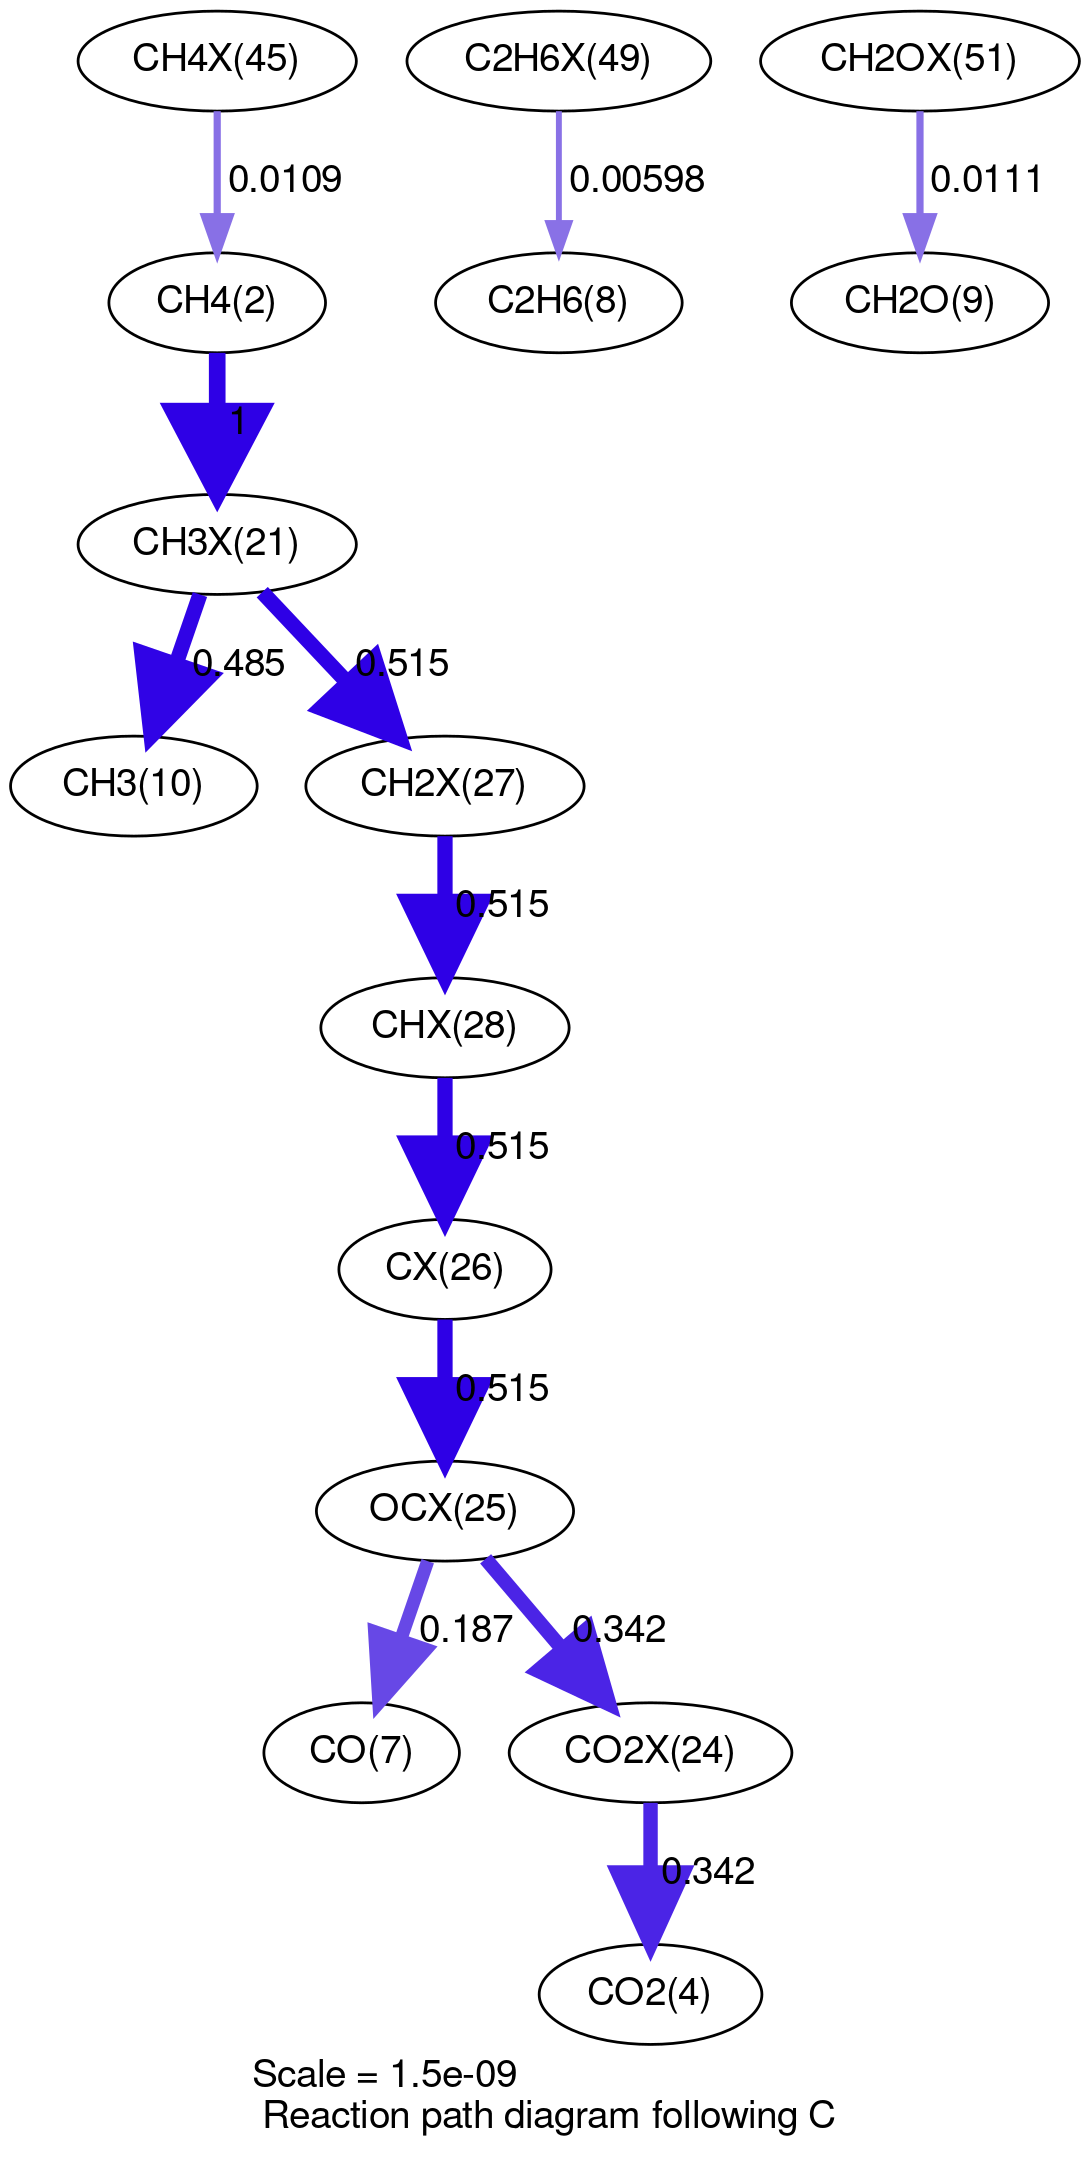 CH4X(45)
C2H6X(49)
CH2OX(51)
0.0109
0.00598
0.0111
CH4(2)
C2H6(8)
CH2O(9)
1
CH3X(21)
0.485
0.515
CH3(10)
CH2X(27)
0.515
CHX(28)
0.515
CX(26)
0.515
OCX(25)
0.187
0.342
CO(7)
CO2X(24)
0.342
CO2(4)
Scale = 1.5e-09
Reaction path diagram following C